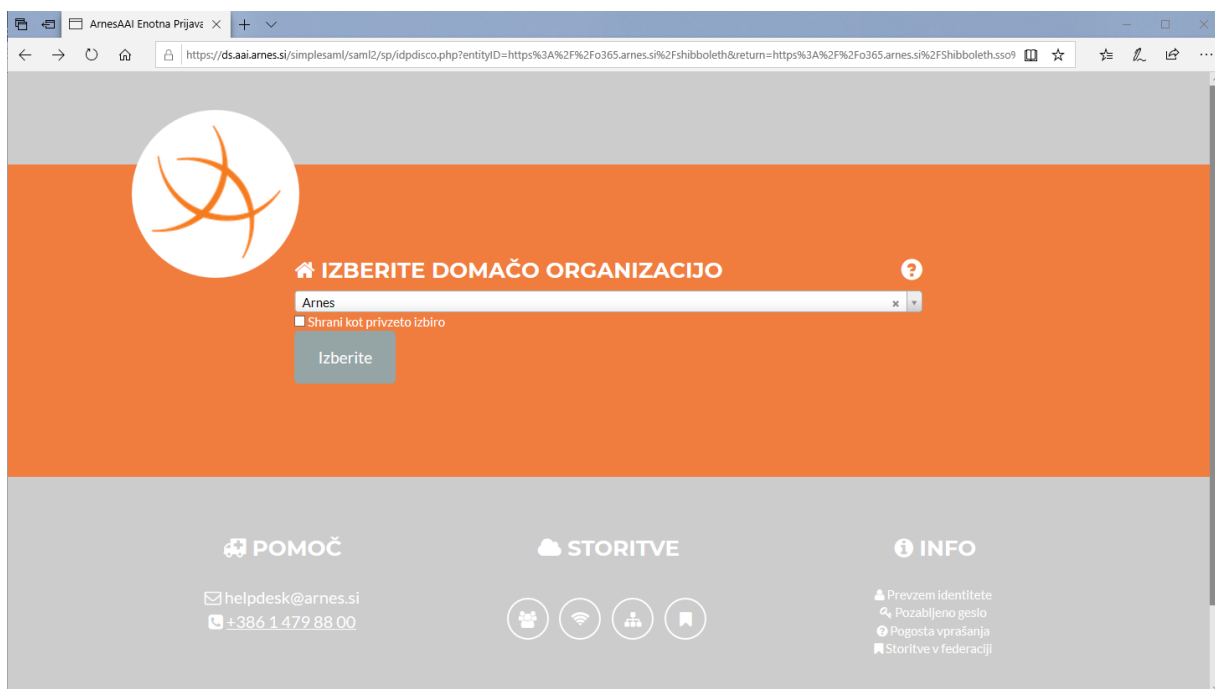 ArnesAAI Enotna Prijava
https://ds.aai.arnes.si/simplesaml/saml2/sp/idpdisco.php?entityID=https%3A%2F%2Fo365.arnes.si%2Fshibboleth&return=https%3A%2F%2Fo365.arnes.si%2FShibboleth.sso%
IZBERITE DOMAČO ORGANIZACIJO
Arnes
Shrani kot privzeto izbiro
Izberite
POMOČ
helpdesk@arnes.si
+386 1 479 88 00
STORITVE
INFO
Prevzem identitete
Pozabljeno geslo
Pogosta vprašanja
Storitve v federaciji